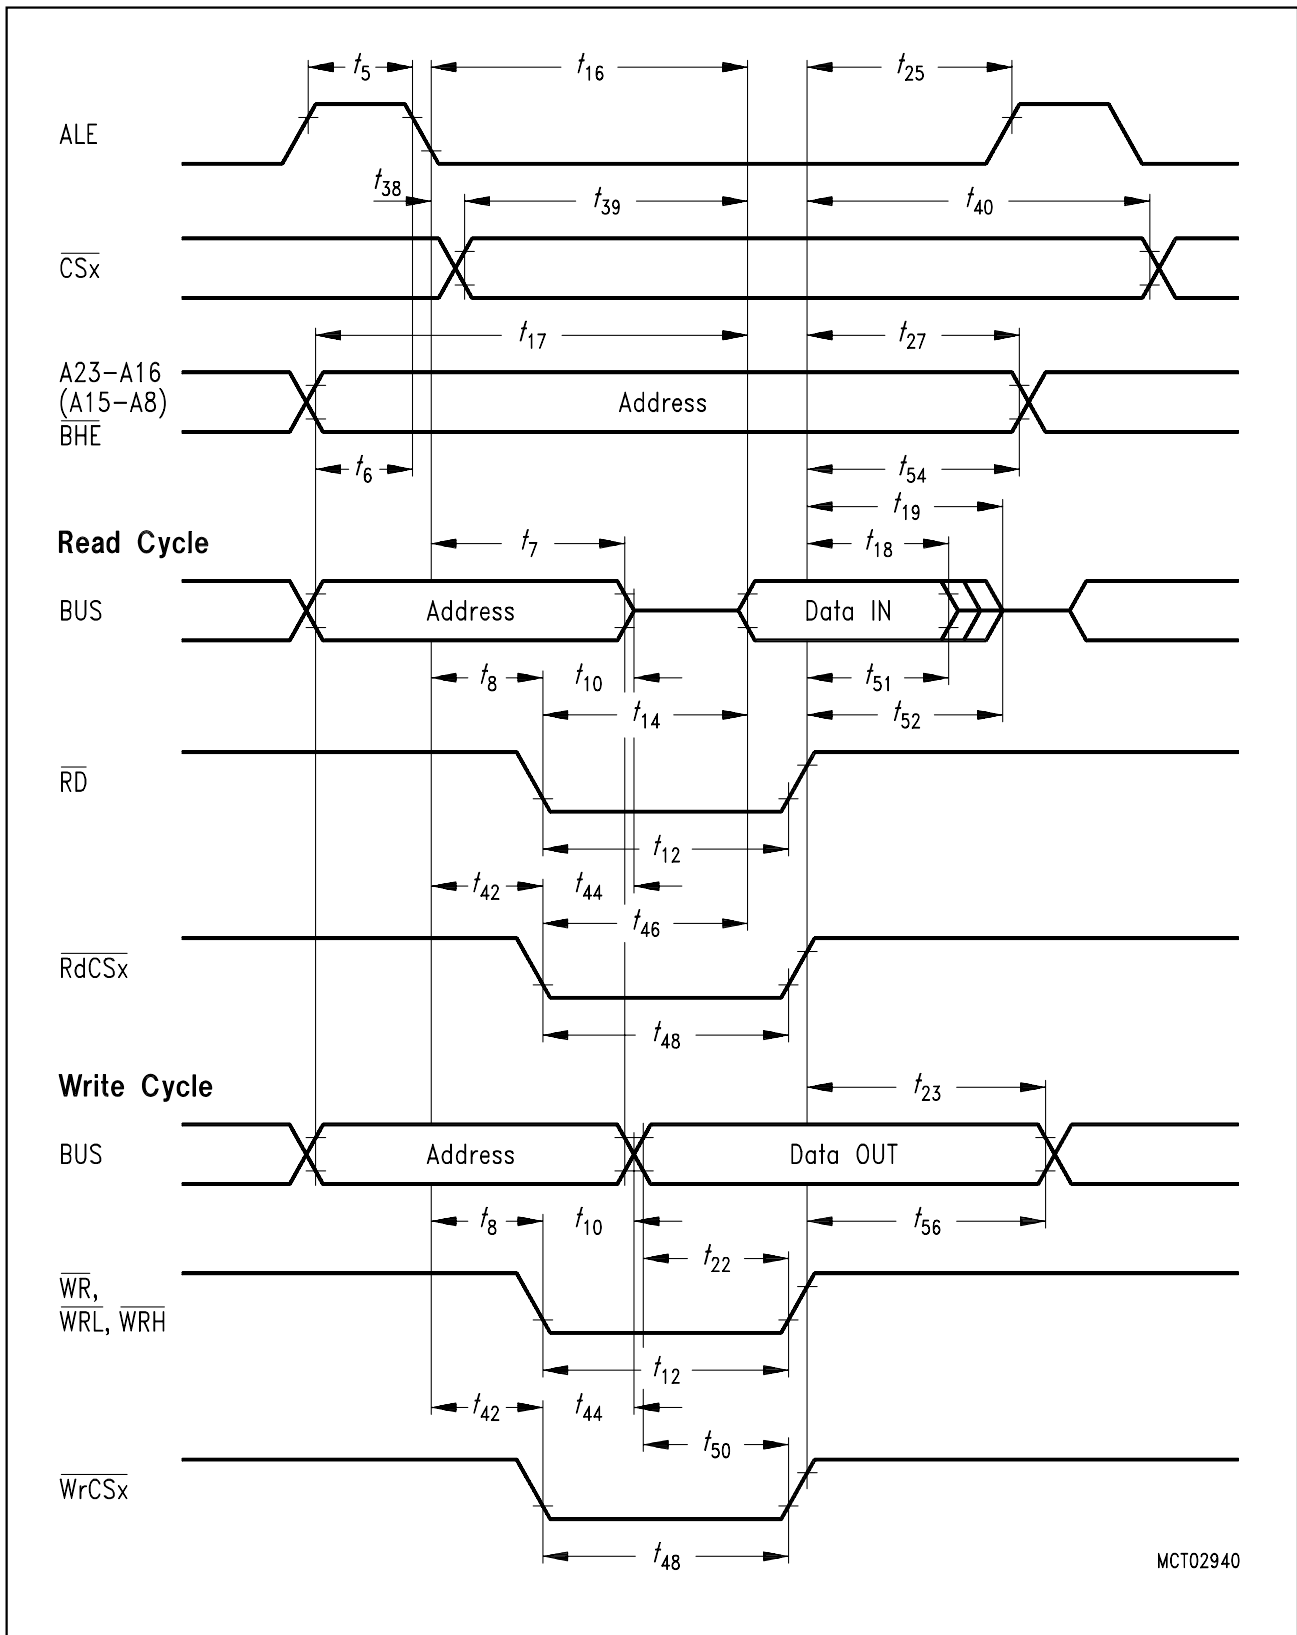 t5 t16 t25
ALE
t38 t39 t40
CSx
t17 t27
A23-A16
(A15-A8)
BHE
Address
t6 t54
t19
Read Cycle
t7 t18
BUS Address Data IN
t8 t10 t51
t14 t52
RD
t12
t42 t44
t46
RdCSx
t48
Write Cycle
t23
BUS Address Data OUT
t8 t10 t56
t22
WR,
WRL, WRH
t12
t42 t44
t50
WrCSx
t48
MCT02940